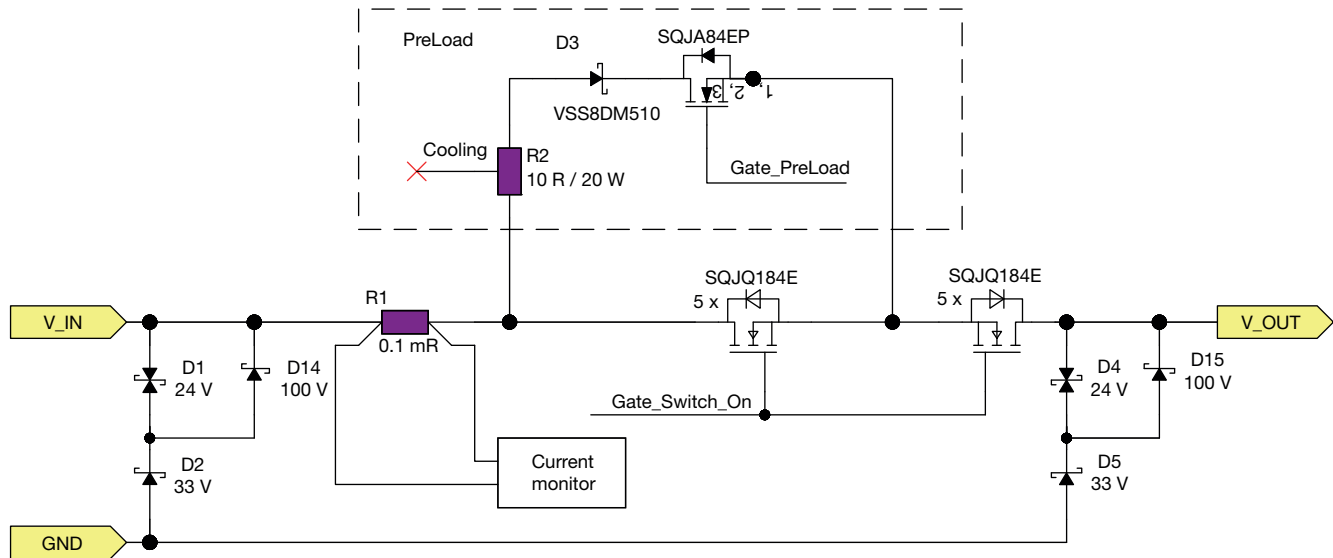 PreLoad
D3
SQJA84EP
1, 2, 3
VSS8DM510
Cooling
R2
10 R / 20 W
Gate_PreLoad
SQJQ184E
5 x
SQJQ184E
5 x
R1
0.1 mR
V_IN
V_OUT
D1
24 V
D14
100 V
D4
24 V
D15
100 V
Gate_Switch_On
D2
33 V
Current
monitor
D5
33 V
GND